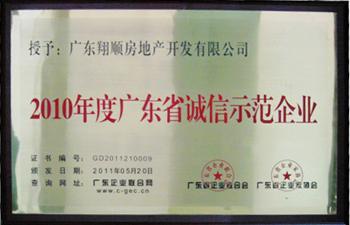 授予：广东翔顺房地产开发有限公司
2010年度广东省诚信示范企业
证书编号：GD2011210009
颁发日期：2011年05月20日
查询网址：广东企业联合网
www.c-gec.cn
广东省企业联合会 广东省企业家协会